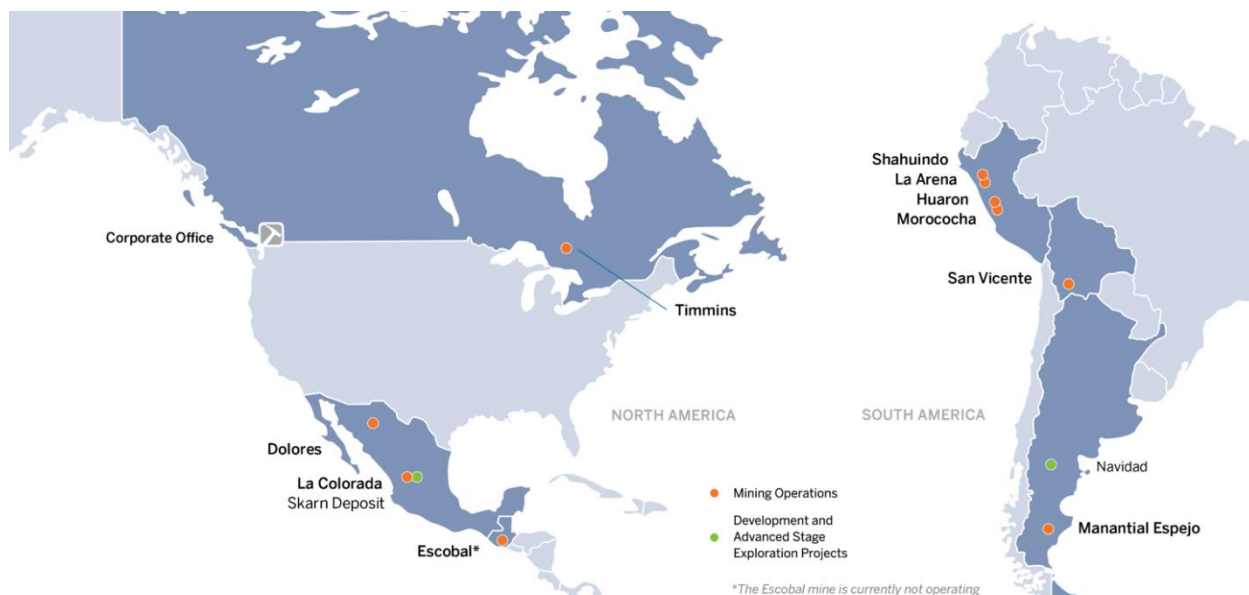 Corporate Office
Timmins
NORTH AMERICA
Dolores
La Colorada
Skarn Deposit
Escobal*
Shahuindo
La Arena
Huaron
Morococha
San Vicente
SOUTH AMERICA
Navidad
Manantial Espejo
Mining Operations
Development and
Advanced Stage
Exploration Projects
*The Escobal mine is currently not operating